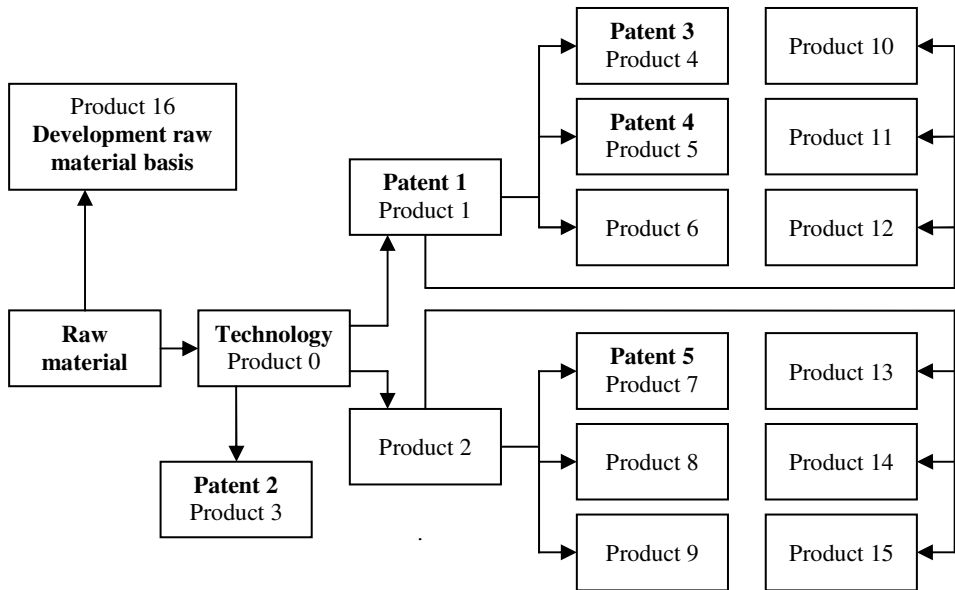 Patent 3
Product 4
Product 10
Product 16
Development raw
material basis
Patent 4
Product 5
Product 11
Patent 1
Product 1
Product 6
Product 12
Raw
material
Technology
Product 0
Patent 5
Product 7
Product 13
Product 2
Product 8
Product 14
Patent 2
Product 3
Product 9
Product 15
.